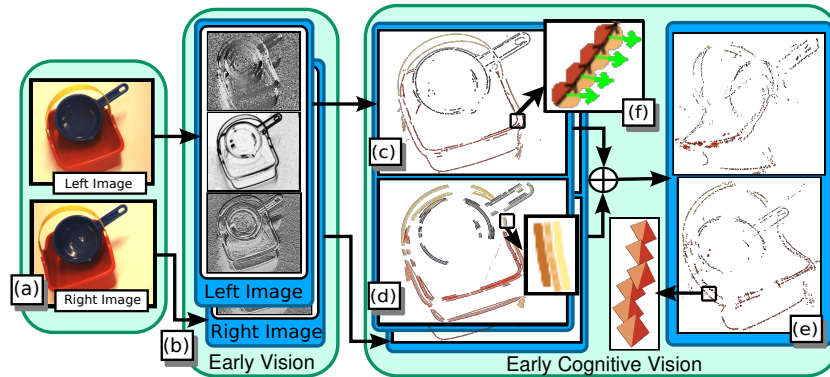 Left Image
Right Image
(a)
(b)
Left Image
Right Image
Early Vision
(c)
(d)
(f)
(e)
Early Cognitive Vision